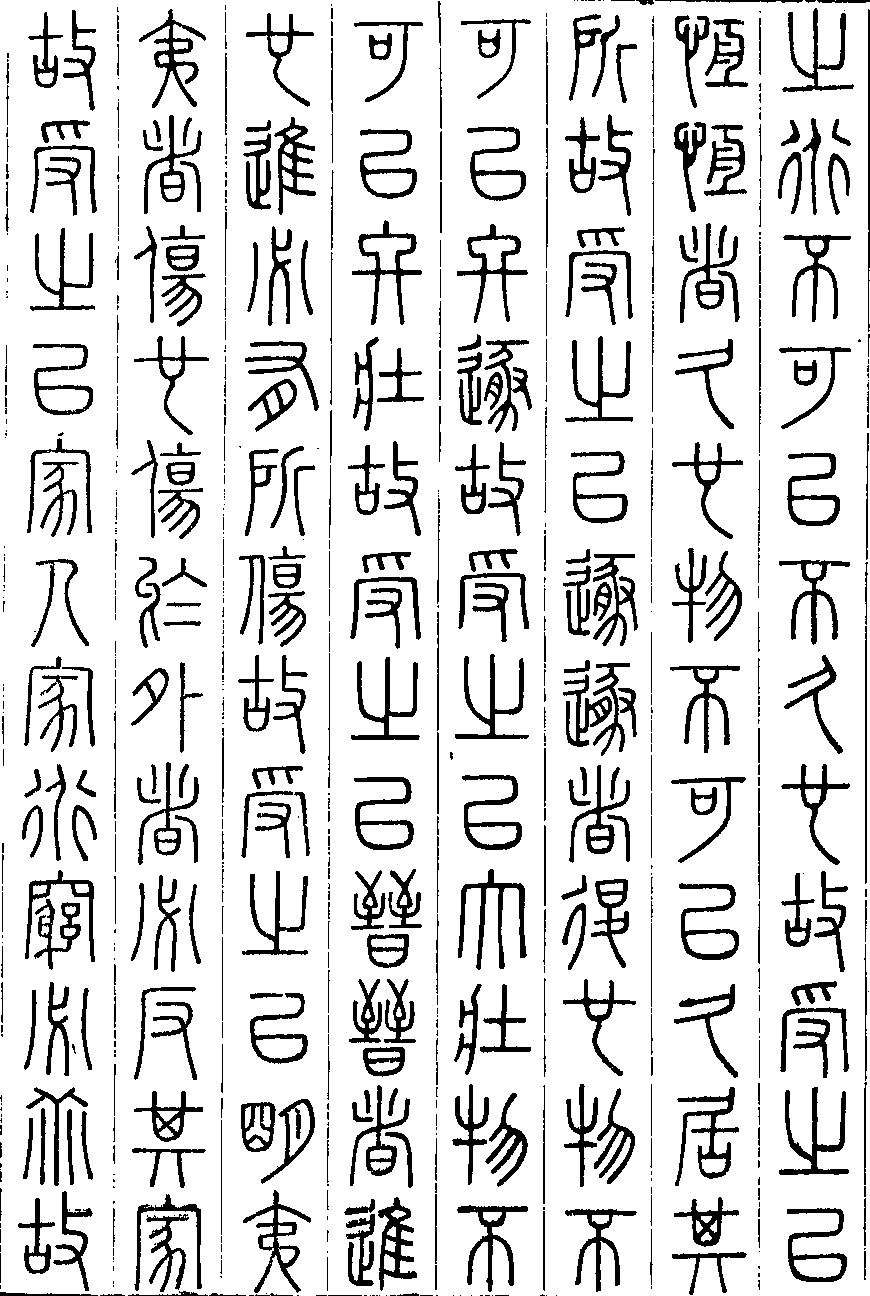 之道不可以不久也故受之以
恆恆者久也物不可以久居其
所故受之以遯遯者退也物不
可以終遯故受之以大壯物不
可以終壯故受之以晉晉者進
也進必有所傷故受之以明夷
夷者傷也傷於外者必反其家
故受之以家人家道窮必乖故